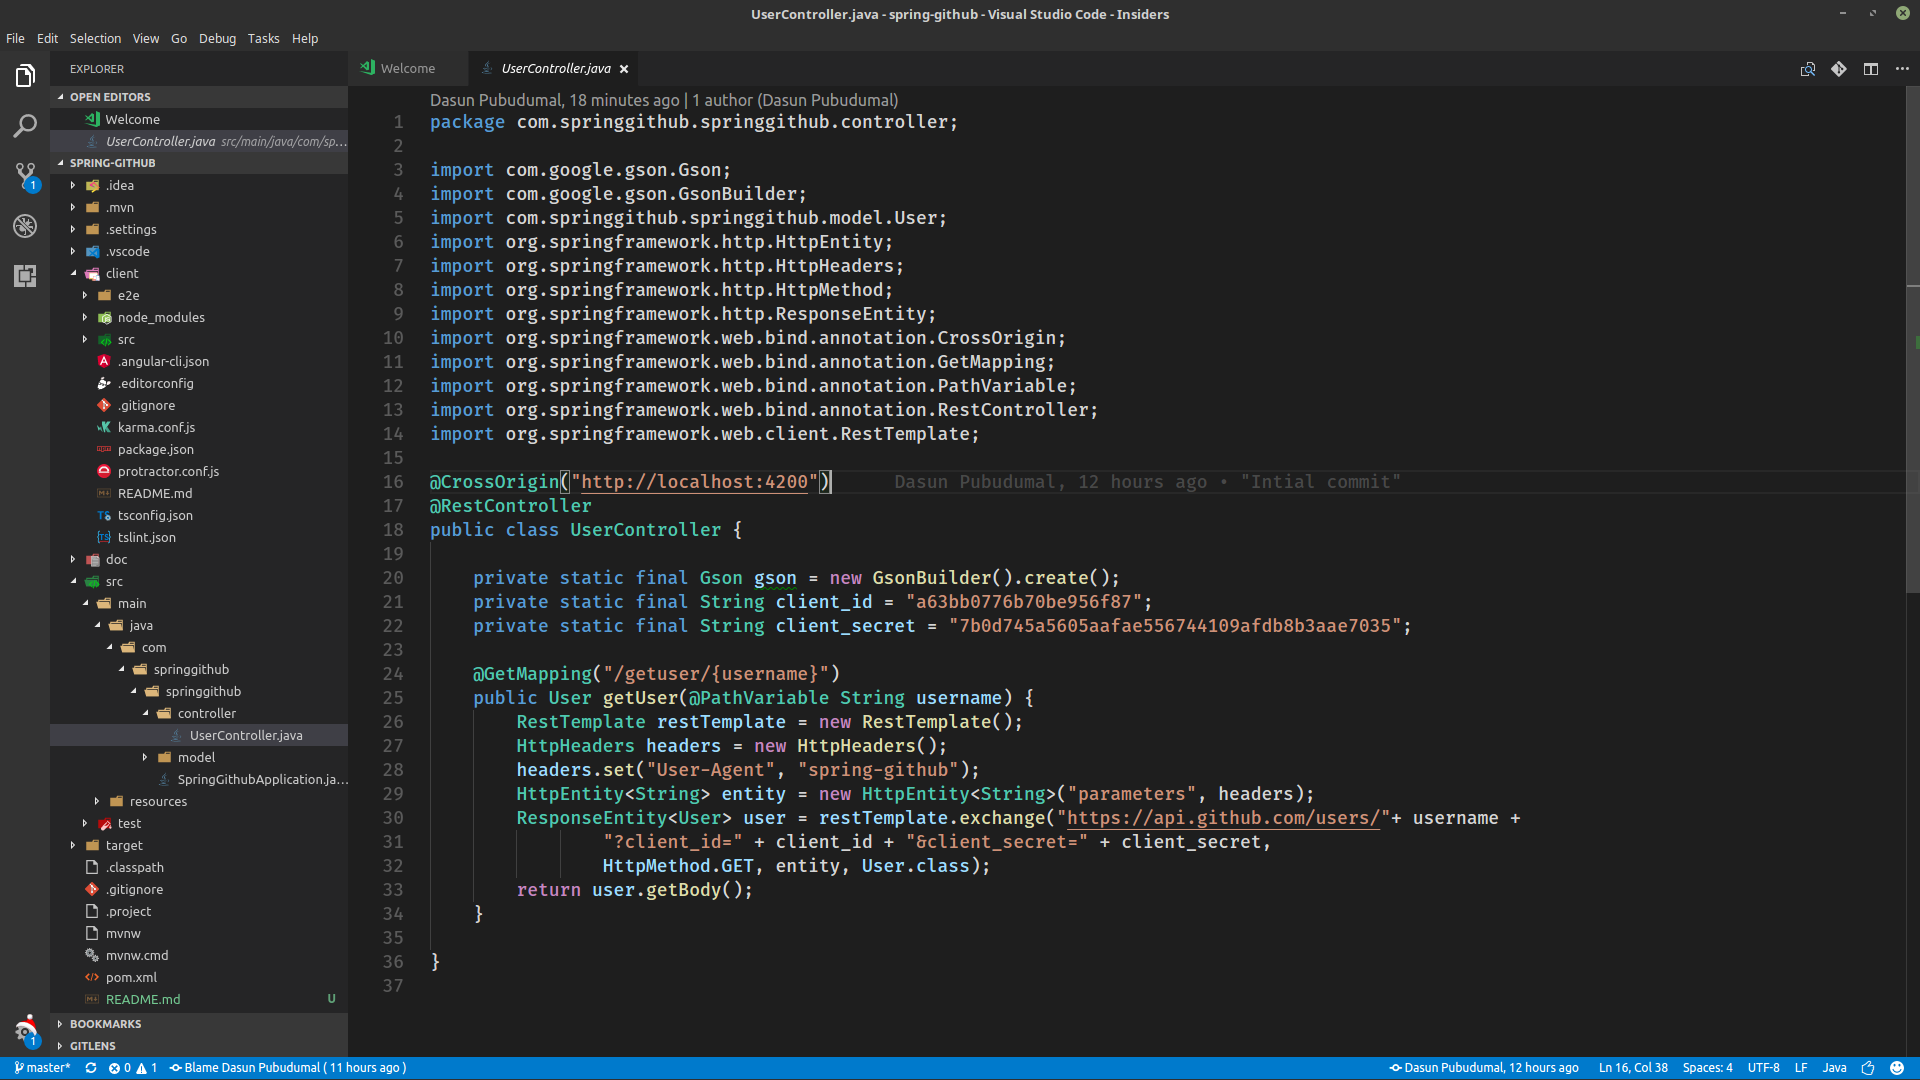 UserController.java - spring-github - Visual Studio Code - Insiders
File Edit Selection View Go Debug Tasks Help
EXPLORER
OPEN EDITORS
Welcome
UserController.java src/main/java/com/sp...
SPRING-GITHUB
.idea
.mvn
.settings
.vscode
client
e2e
node_modules
src
.angular-cli.json
.editorconfig
.gitignore
karma.conf.js
package.json
protractor.conf.js
README.md
tsconfig.json
tslint.json
doc
src
main
java
com
springgithub
springgithub
controller
UserController.java
model
SpringGithubApplication.ja...
resources
test
target
.classpath
.gitignore
.project
mvnw
mvnw.cmd
pom.xml
README.md U
BOOKMARKS
GITLENS
1
1
Welcome UserController.java
Dasun Pubudumal, 18 minutes ago | 1 author (Dasun Pubudumal)
1 package com.springgithub.springgithub.controller;
2
3 import com.google.gson.Gson;
4 import com.google.gson.GsonBuilder;
5 import com.springgithub.springgithub.model.User;
6 import org.springframework.http.HttpEntity;
7 import org.springframework.http.HttpHeaders;
8 import org.springframework.http.HttpMethod;
9 import org.springframework.http.ResponseEntity;
10 import org.springframework.web.bind.annotation.CrossOrigin;
11 import org.springframework.web.bind.annotation.GetMapping;
12 import org.springframework.web.bind.annotation.PathVariable;
13 import org.springframework.web.bind.annotation.RestController;
14 import org.springframework.web.client.RestTemplate;
15
16 @CrossOrigin("http://localhost:4200") Dasun Pubudumal, 12 hours ago • "Intial commit"
17 @RestController
18 public class UserController {
19
20 private static final Gson gson = new GsonBuilder().create();
21 private static final String client_id = "a63bb0776b70be956f87";
22 private static final String client_secret = "7b0d745a5605aafae556744109afdb8b3aae7035";
23
24 @GetMapping("/getuser/{username}")
25 public User getUser(@PathVariable String username) {
26 RestTemplate restTemplate = new RestTemplate();
27 HttpHeaders headers = new HttpHeaders();
28 headers.set("User-Agent", "spring-github");
29 HttpEntity<String> entity = new HttpEntity<String>("parameters", headers);
30 ResponseEntity<User> user = restTemplate.exchange("https://api.github.com/users/"+ username +
31 "?client_id=" + client_id + "&client_secret=" + client_secret,
32 HttpMethod.GET, entity, User.class);
33 return user.getBody();
34 }
35
36 }
37
master* 0 1 Blame Dasun Pubudumal ( 11 hours ago ) Dasun Pubudumal, 12 hours ago Ln 16, Col 38 Spaces: 4 UTF-8 LF Java